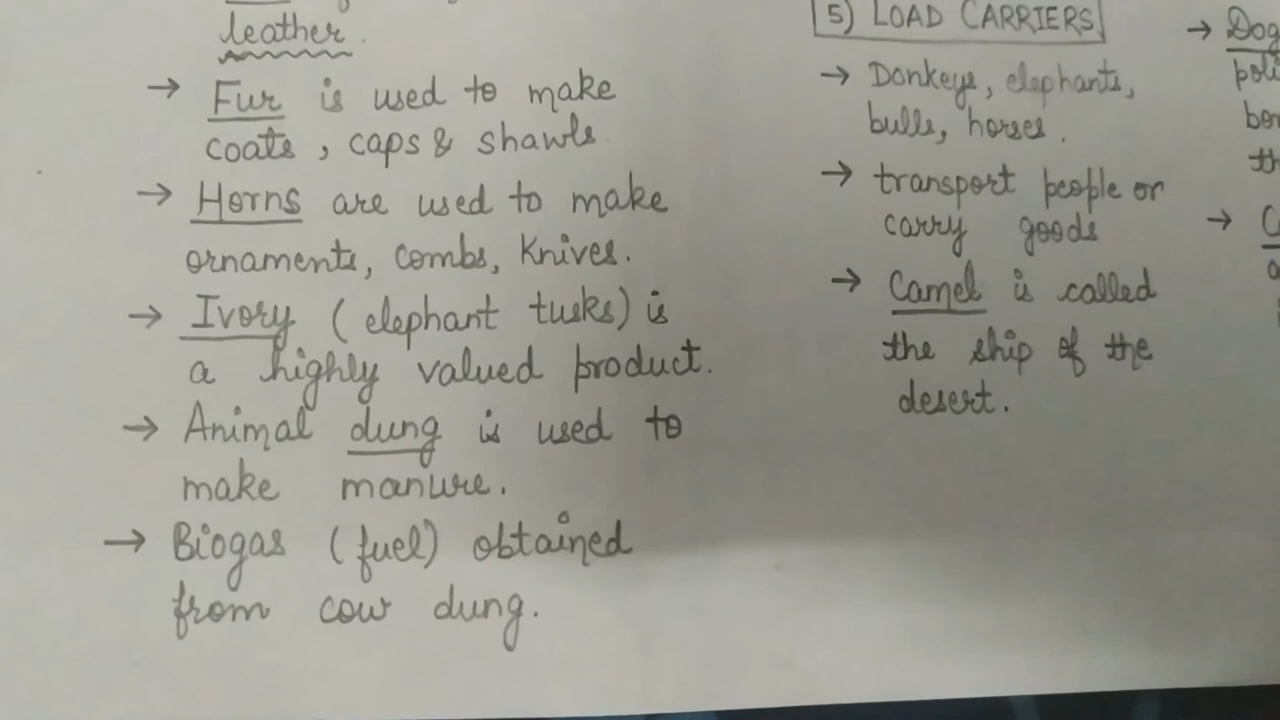 leather.
→ Fur is used to make
coats, caps & shawls
→ Horns are used to make
ornaments, combs, Knives.
→ Ivory (elephant tusks) is
a highly valued product.
→ Animal dung is used to
make manure.
→ Biogas (fuel) obtained
from cow dung.
5) LOAD CARRIERS
→ Donkeys, elephants,
bulls, horses.
→ transport people or
carry goods
→ Camel is called
the ship of the
desert.
→ Dog